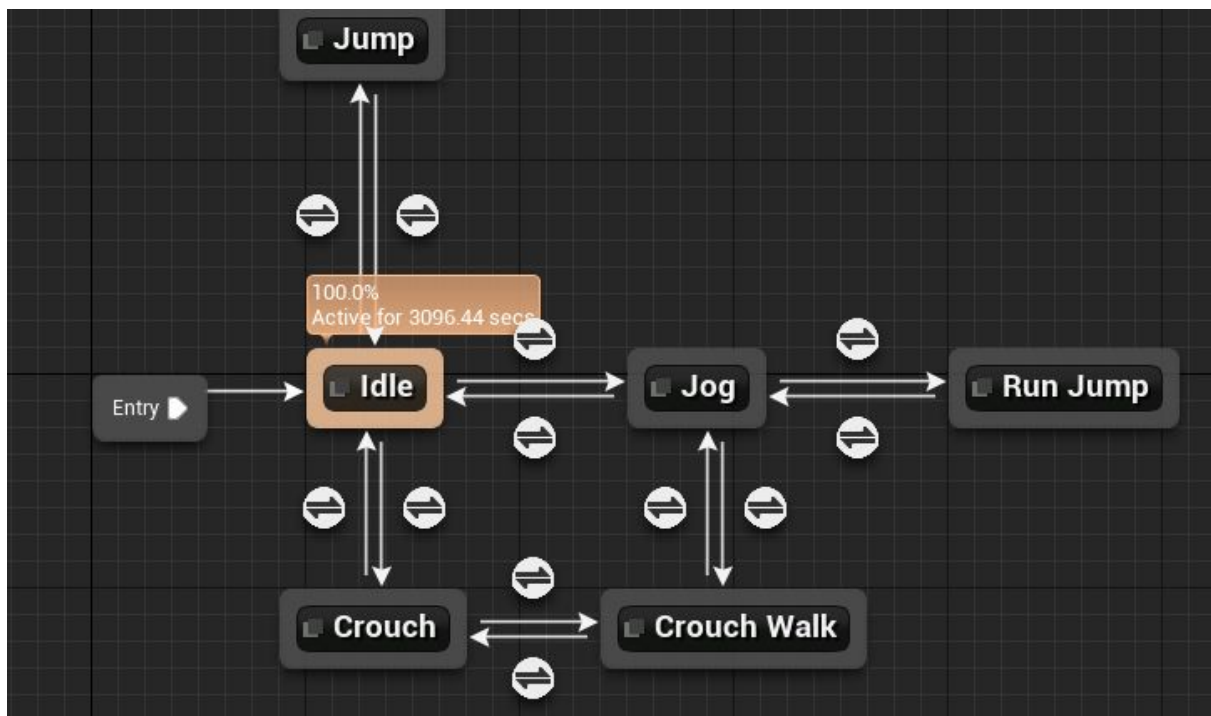 Jump
100.0%
Active for 3096.44 secs
Entry
Idle
Jog
Run Jump
Crouch
Crouch Walk